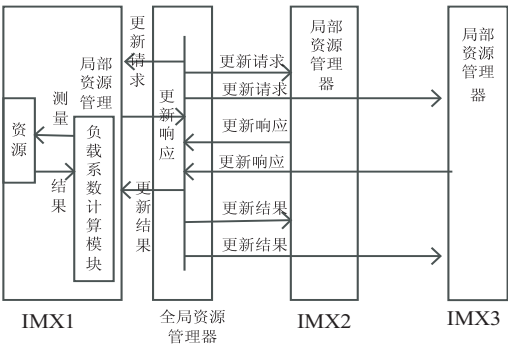 更新请求
局部资源管理
测量
资源
负载系数计算模块
结果
更新响应
更新结果
局部
资源
管理
器
更新请求
更新请求
更新响应
更新响应
更新结果
更新结果
局部
资源
管理
器
IMX1
全局资源
管理器
IMX2
IMX3